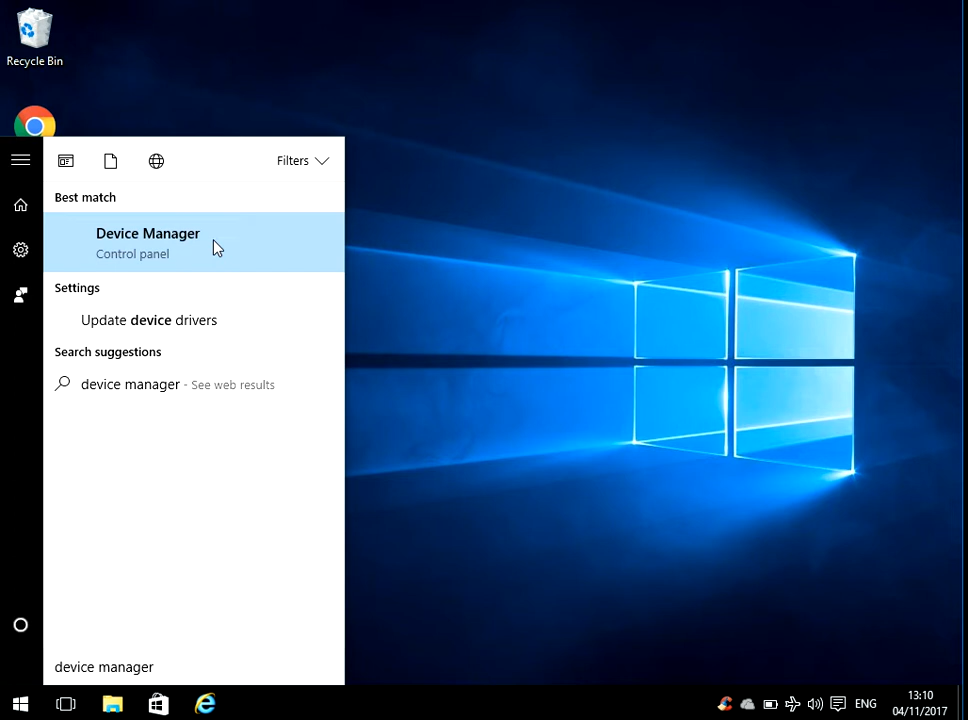 Recycle Bin
Filters
Best match
Device Manager
Control panel
Settings
Update device drivers
Search suggestions
device manager - See web results
device manager
ENG
13:10
04/11/2017